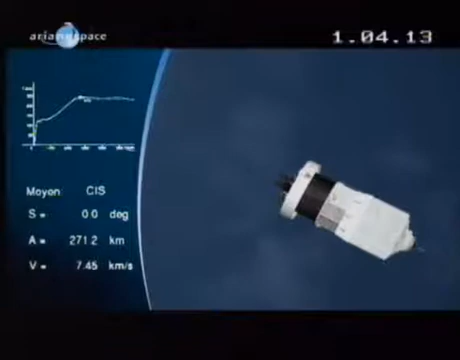 arianespace
1.04.13
Moyen: CIS
S = 0.0 deg
A = 271.2 km
V = 7.45 km/s